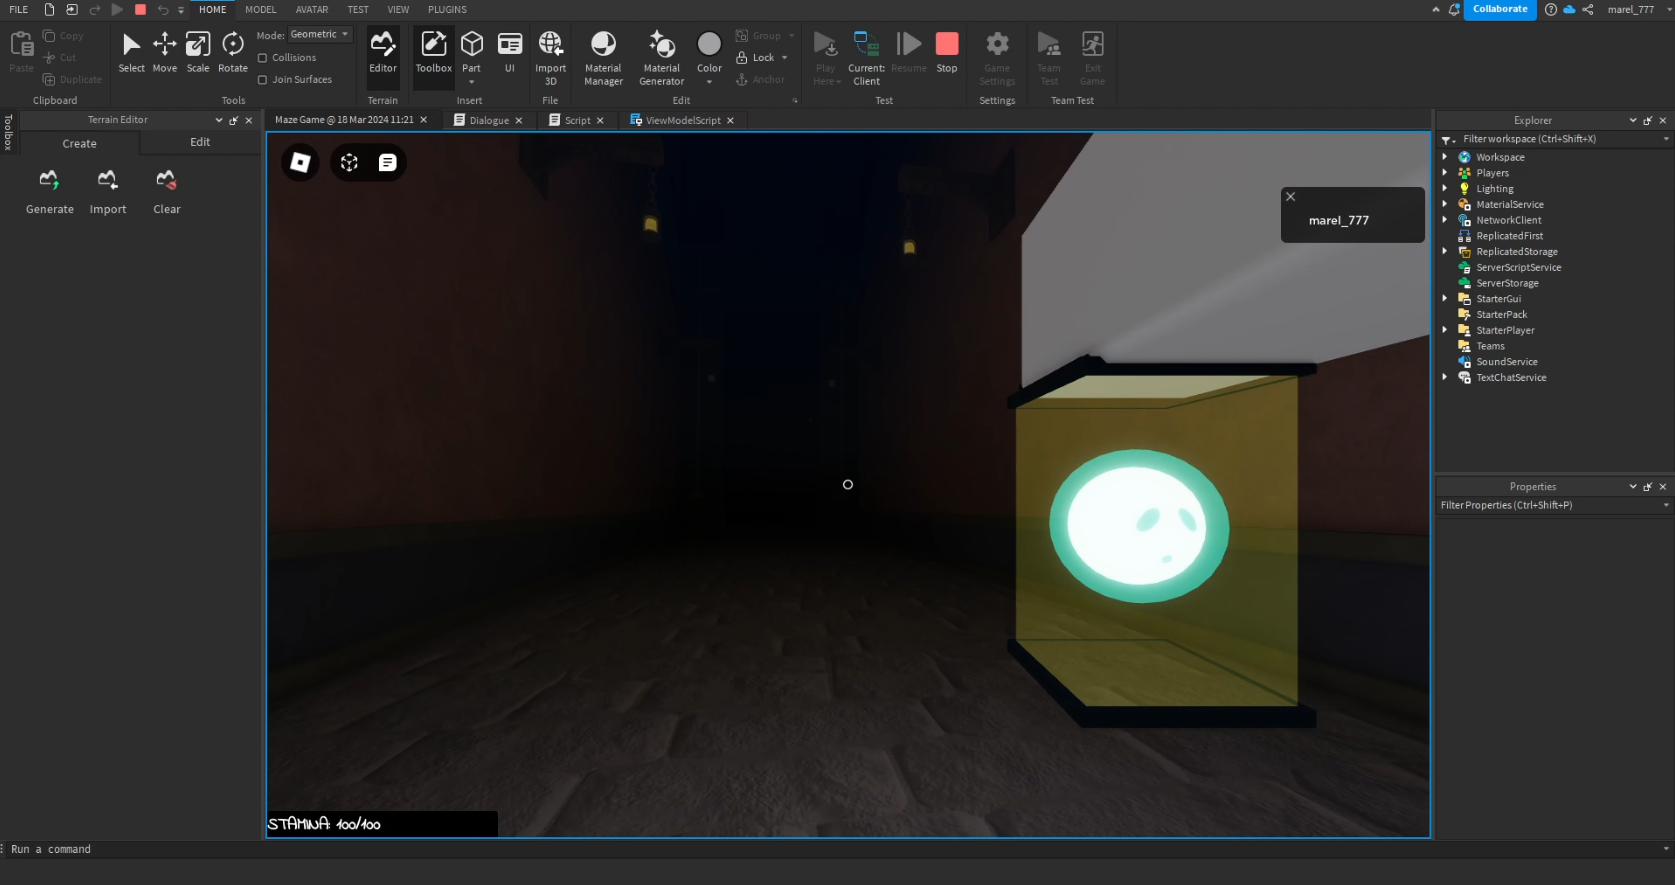 FILE HOME MODEL AVATAR TEST VIEW PLUGINS Collaborate marel_777
Paste Copy Cut Duplicate
Clipboard
Select Move Scale Rotate
Mode: Geometric
Collisions
Join Surfaces
Tools
Editor
Terrain
Toolbox Part UI
Insert
Import 3D
File
Material Manager
Material Generator
Color
Group
Lock
Anchor
Edit
Play Here
Current: Client
Resume
Stop
Test
Game Settings
Settings
Team Test
Exit Game
Team Test
Toolbox
Terrain Editor
Create Edit
Generate Import Clear
Maze Game @ 18 Mar 2024 11:21
Dialogue
Script
ViewModelScript
marel_777
STAMINA: 100/100
Explorer
Filter workspace (Ctrl+Shift+X)
Workspace
Players
Lighting
MaterialService
NetworkClient
ReplicatedFirst
ReplicatedStorage
ServerScriptService
ServerStorage
StarterGui
StarterPack
StarterPlayer
Teams
SoundService
TextChatService
Properties
Filter Properties (Ctrl+Shift+P)
Run a command